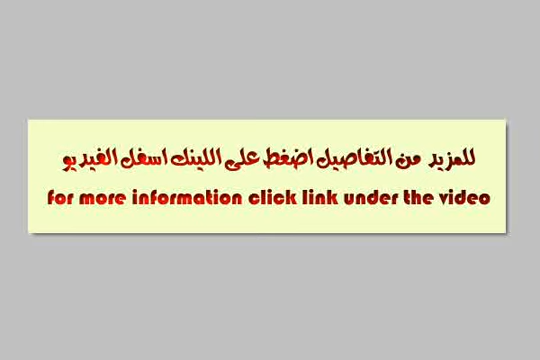 للمزيد من التفاصيل اضغط على اللينك اسفل الفيديو
for more information click link under the video